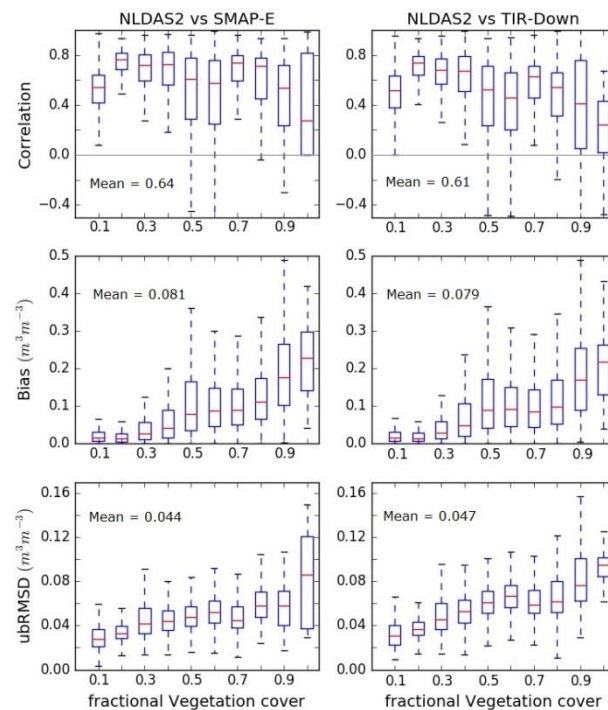 NLDAS2 vs SMAP-E NLDAS2 vs TIR-Down
Correlation
0.8
0.4
0.0
−0.4
Mean = 0.64
0.1 0.3 0.5 0.7 0.9
0.8
0.4
0.0
−0.4
Mean = 0.61
0.1 0.3 0.5 0.7 0.9
Bias (m³m⁻³)
0.5
0.4
0.3
0.2
0.1
0.0
Mean = 0.081
0.1 0.3 0.5 0.7 0.9
0.5
0.4
0.3
0.2
0.1
0.0
Mean = 0.079
0.1 0.3 0.5 0.7 0.9
ubRMSD (m³m⁻³)
0.16
0.12
0.08
0.04
0.00
Mean = 0.044
0.1 0.3 0.5 0.7 0.9
fractional Vegetation cover
0.16
0.12
0.08
0.04
0.00
Mean = 0.047
0.1 0.3 0.5 0.7 0.9
fractional Vegetation cover